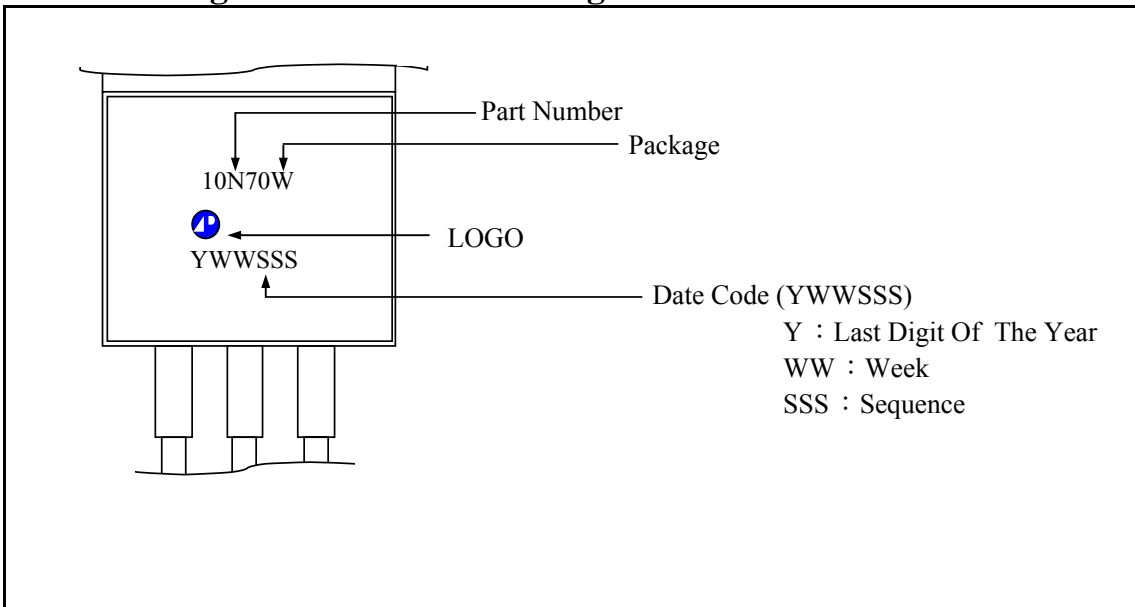 Part Number
Package
10N70W
LOGO
YWWSSS
Date Code (YWWSSS)
Y：Last Digit Of The Year
WW：Week
SSS：Sequence